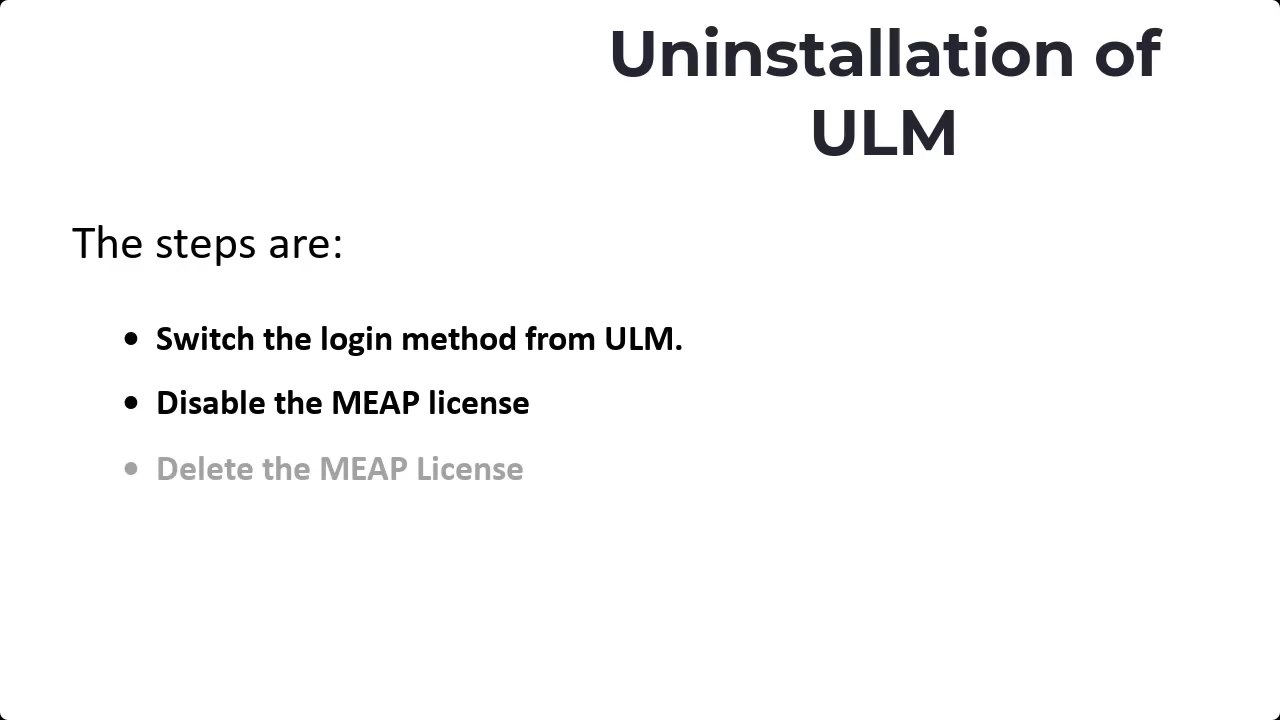 Uninstallation of
ULM
The steps are:
• Switch the login method from ULM.
• Disable the MEAP license
• Delete the MEAP License